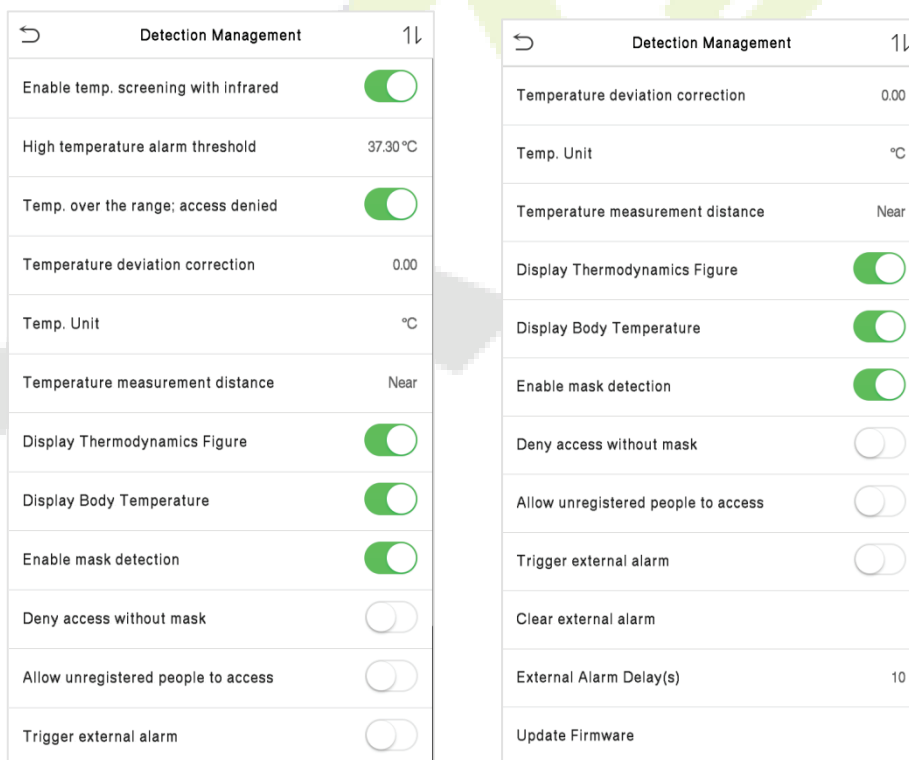 Detection Management
Enable temp. screening with infrared
High temperature alarm threshold 37.30 °C
Temp. over the range; access denied
Temperature deviation correction 0.00
Temp. Unit °C
Temperature measurement distance Near
Display Thermodynamics Figure
Display Body Temperature
Enable mask detection
Deny access without mask
Allow unregistered people to access
Trigger external alarm
Detection Management
Temperature deviation correction 0.00
Temp. Unit °C
Temperature measurement distance Near
Display Thermodynamics Figure
Display Body Temperature
Enable mask detection
Deny access without mask
Allow unregistered people to access
Trigger external alarm
Clear external alarm
External Alarm Delay(s) 10
Update Firmware